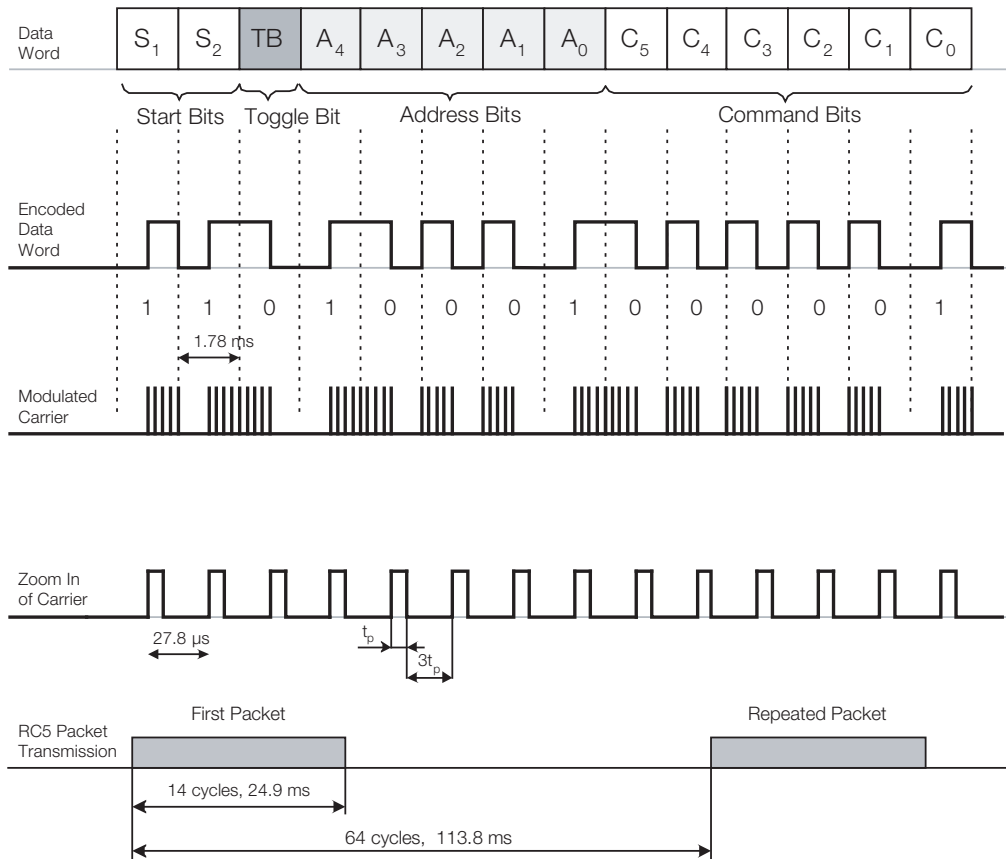 Data
Word
S₁ S₂ TB A₄ A₃ A₂ A₁ A₀ C₅ C₄ C₃ C₂ C₁ C₀
Start Bits Toggle Bit Address Bits Command Bits
Encoded
Data
Word
1 1 0 1 0 0 0 1 0 0 0 0 0 1
1.78 ms
Modulated
Carrier
Zoom In
of Carrier
27.8 µs
tₚ
3tₚ
First Packet Repeated Packet
RC5 Packet
Transmission
14 cycles, 24.9 ms
64 cycles, 113.8 ms